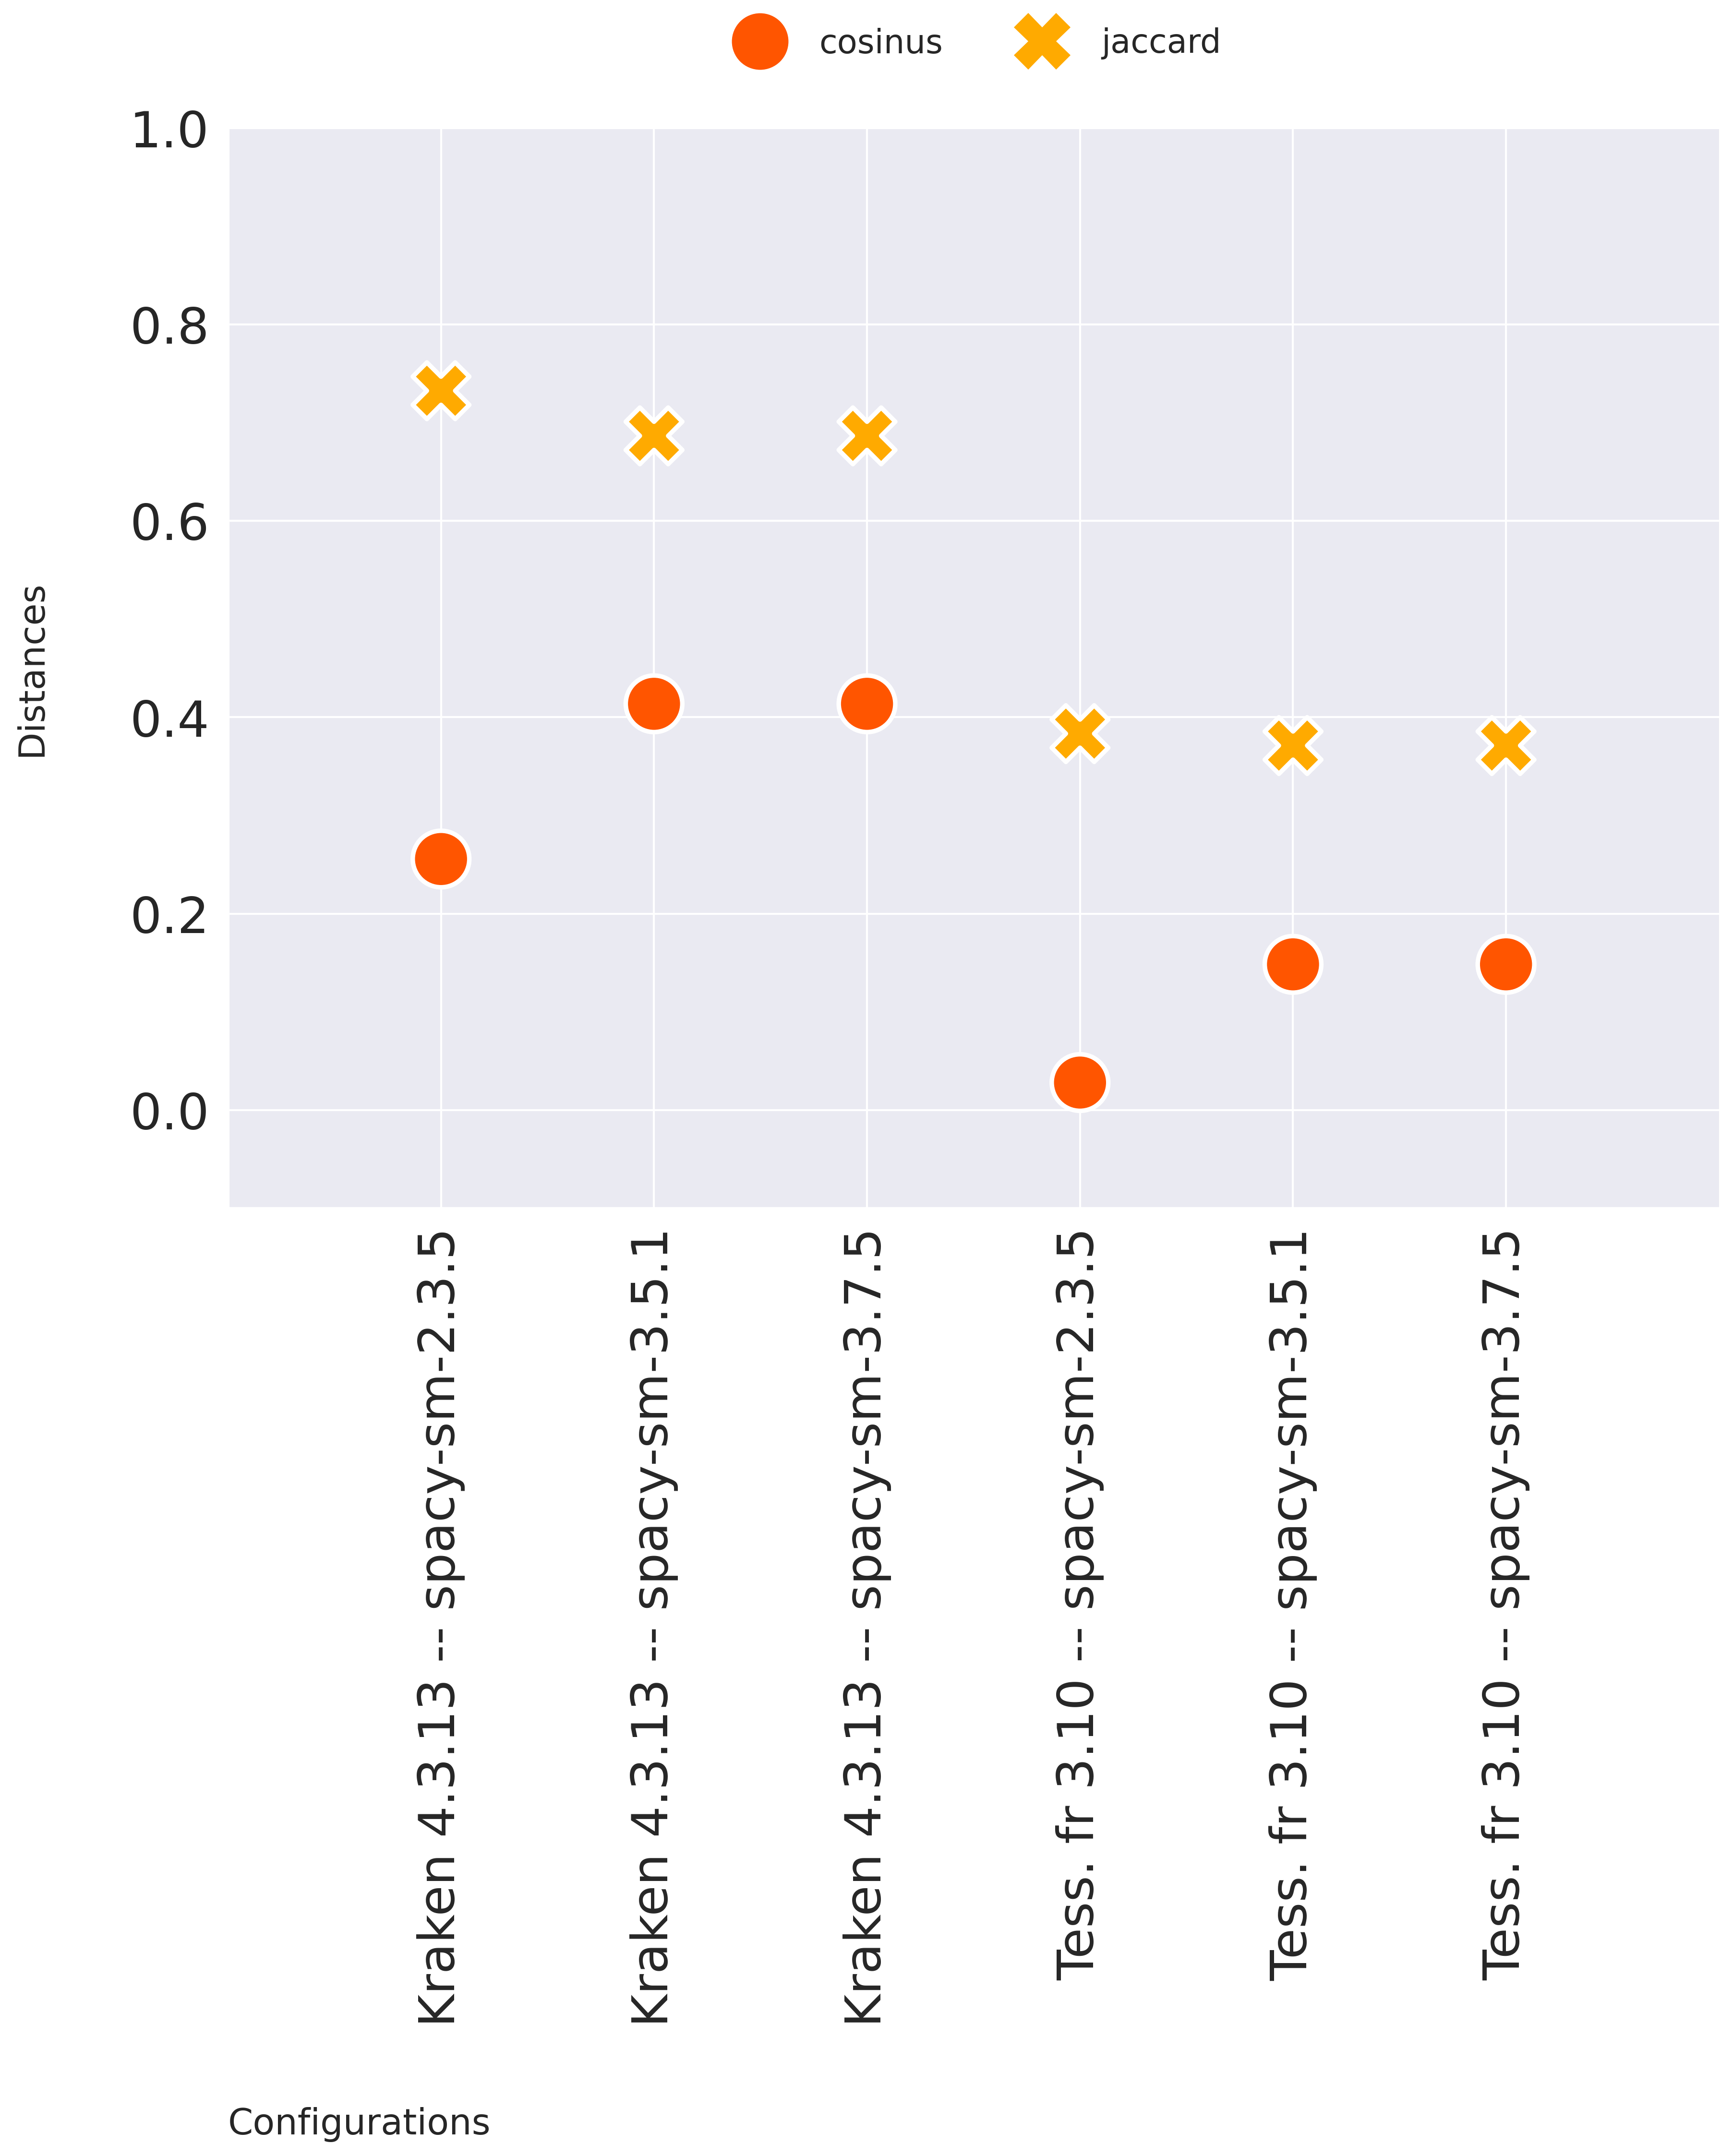 cosinus jaccard
1.0
0.8
0.6
0.4
0.2
0.0
Distances
Kraken 4.3.13 -- spacy-sm-2.3.5
Kraken 4.3.13 -- spacy-sm-3.5.1
Kraken 4.3.13 -- spacy-sm-3.7.5
Tess. fr 3.10 -- spacy-sm-2.3.5
Tess. fr 3.10 -- spacy-sm-3.5.1
Tess. fr 3.10 -- spacy-sm-3.7.5
Configurations